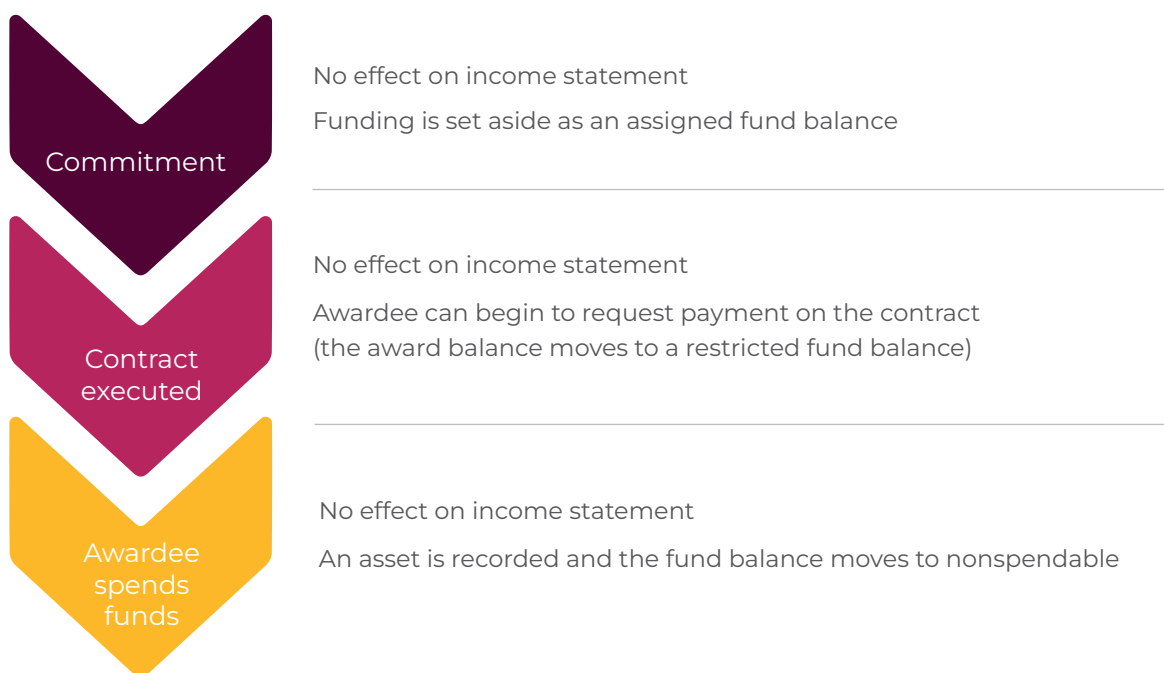 No effect on income statement
Funding is set aside as an assigned fund balance
Commitment
No effect on income statement
Awardee can begin to request payment on the contract
(the award balance moves to a restricted fund balance)
Contract
executed
No effect on income statement
An asset is recorded and the fund balance moves to nonspendable
Awardee
spends
funds